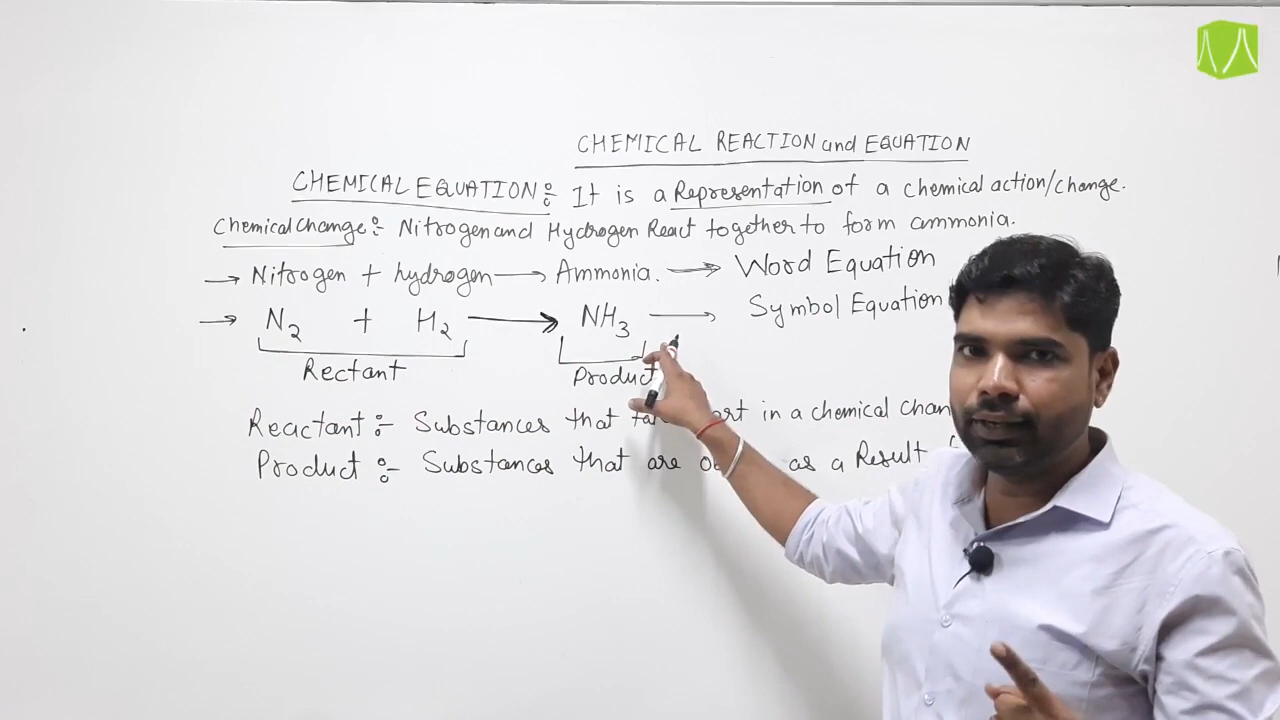 CHEMICAL REACTION and EQUATION
CHEMICAL EQUATION :- It is a Representation of a chemical action/change.
Chemical Change :- Nitrogen and Hydrogen React together to form ammonia.
→ Nitrogen + hydrogen → Ammonia. → Word Equation
→ N₂ + H₂ → NH₃ → Symbol Equation
Rectant Product
Reactant :- Substances that part in a chemical
Product :- Substances that are as a Result